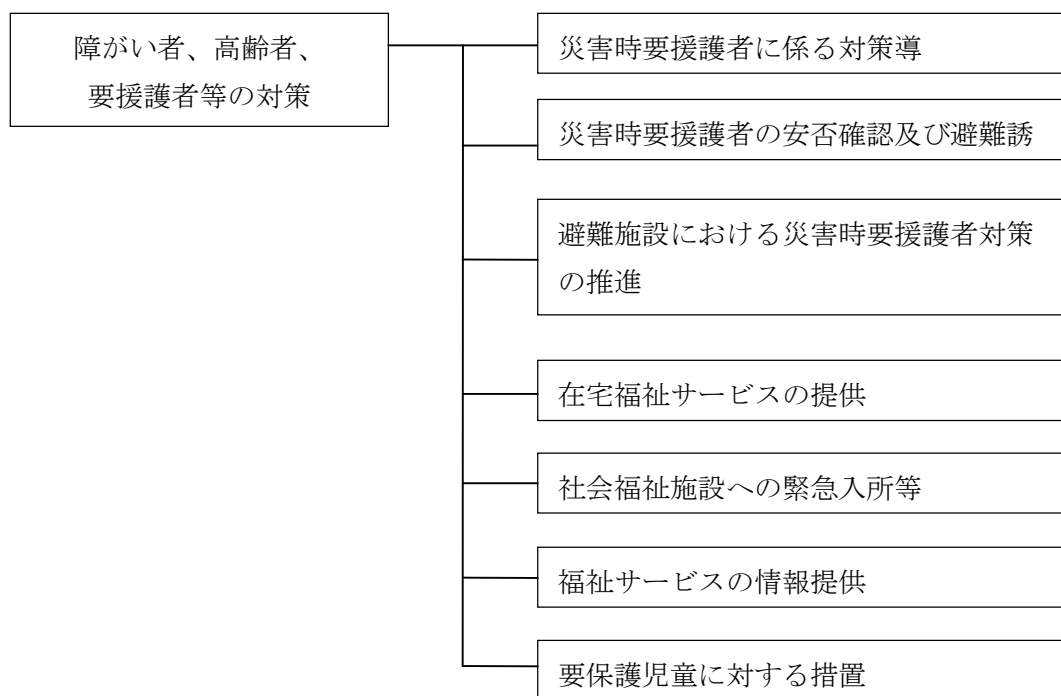 障がい者、高齢者、
要援護者等の対策
災害時要援護者に係る対策導
災害時要援護者の安否確認及び避難誘
避難施設における災害時要援護者対策
の推進
在宅福祉サービスの提供
社会福祉施設への緊急入所等
福祉サービスの情報提供
要保護児童に対する措置